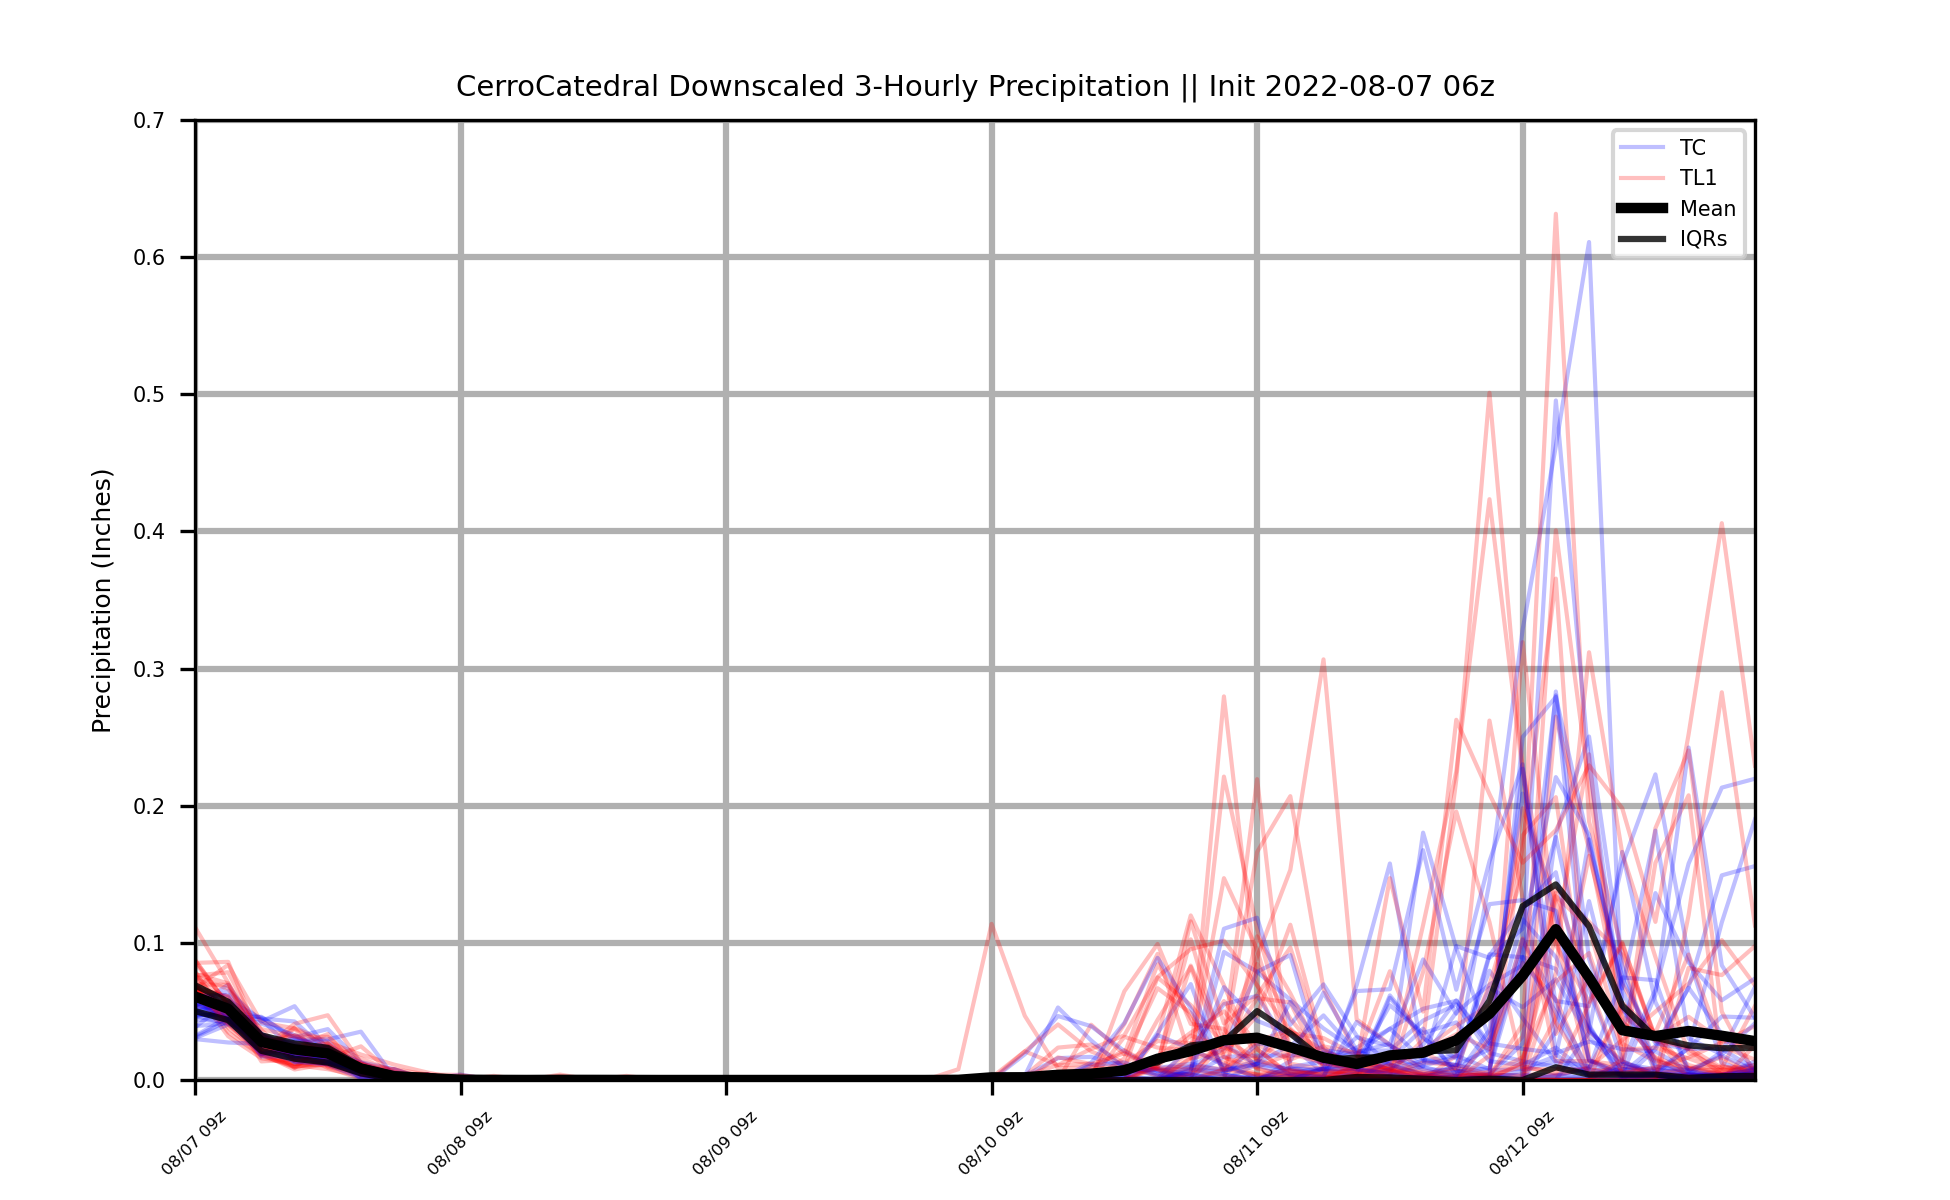 CerroCatedral Downscaled 3-Hourly Precipitation || Init 2022-08-07 06z
0.7
0.6
0.5
0.4
0.3
0.2
0.1
0.0
Precipitation (Inches)
TC
TL1
Mean
IQRs
08/07 09z
08/08 09z
08/09 09z
08/10 09z
08/11 09z
08/12 09z